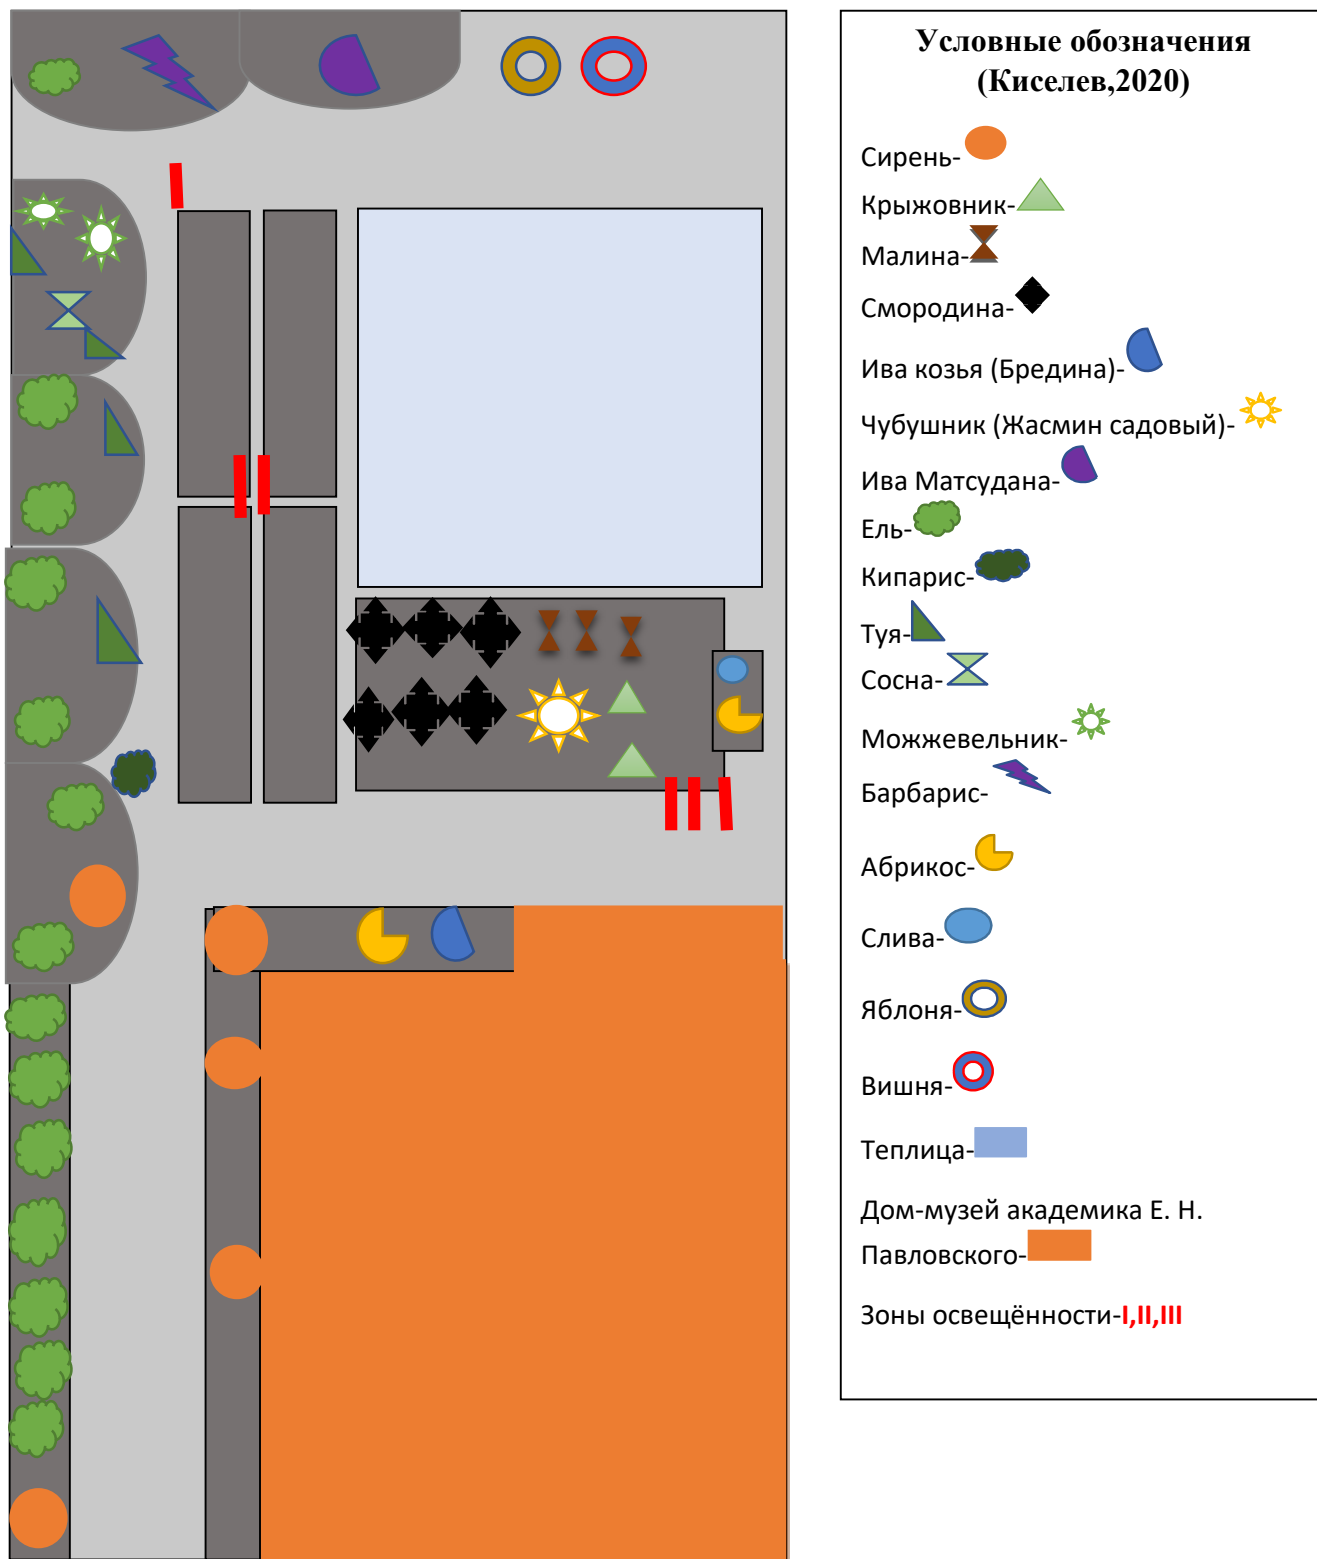 Условные обозначения
(Киселев,2020)
Сирень-
Крыжовник-
Малина-
Смородина-
Ива козья (Бредина)-
Чубушник (Жасмин садовый)-
Ива Матсудана-
Ель-
Кипарис-
Туя-
Сосна-
Можжевельник-
Барбарис-
Абрикос-
Слива-
Яблоня-
Вишня-
Теплица-
Дом-музей академика Е. Н.
Павловского-
Зоны освещённости-I,II,III